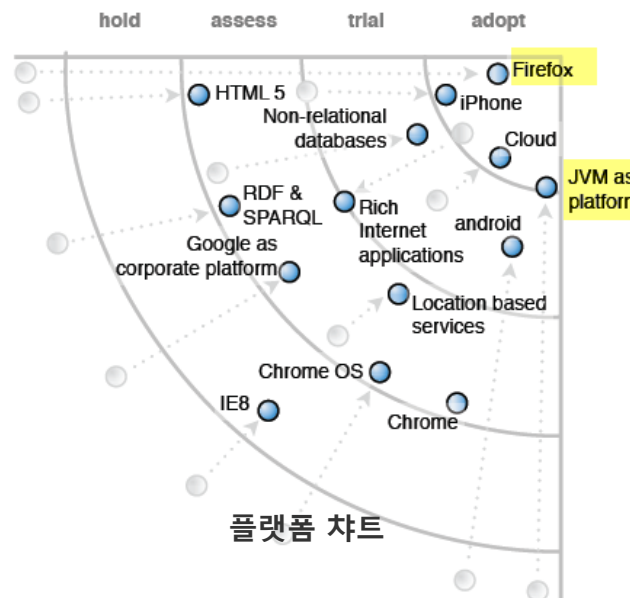 hold assess trial adopt
Firefox
HTML 5
iPhone
Non-relational
databases
Cloud
JVM as
platform
RDF &
SPARQL
Rich
Internet
applications
android
Google as
corporate platform
Location based
services
Chrome OS
IE8
Chrome
플랫폼 챠트